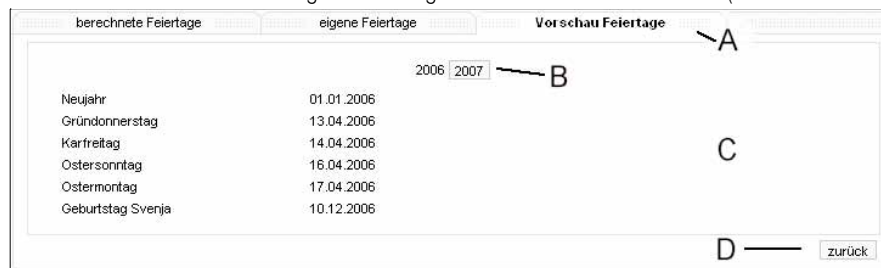 berechnete Feiertage eigene Feiertage Vorschau Feiertage
A
2006 2007 B
Neujahr 01.01.2006
Gründonnerstag 13.04.2006
Karfreitag 14.04.2006
C
Ostersonntag 16.04.2006
Ostermontag 17.04.2006
Geburtstag Svenja 10.12.2006
D zurück